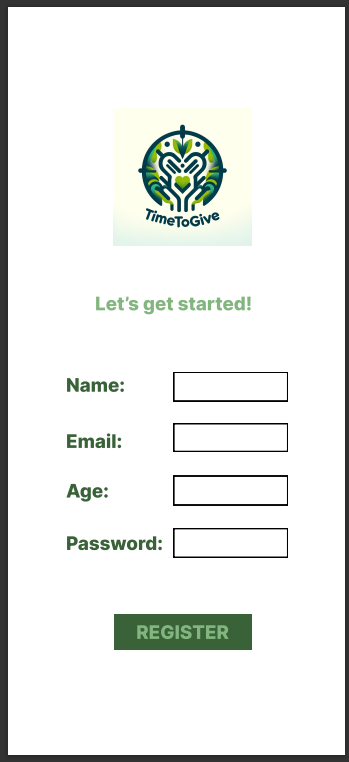 TimeToGive
Let's get started!
Name:
Email:
Age:
Password:
REGISTER